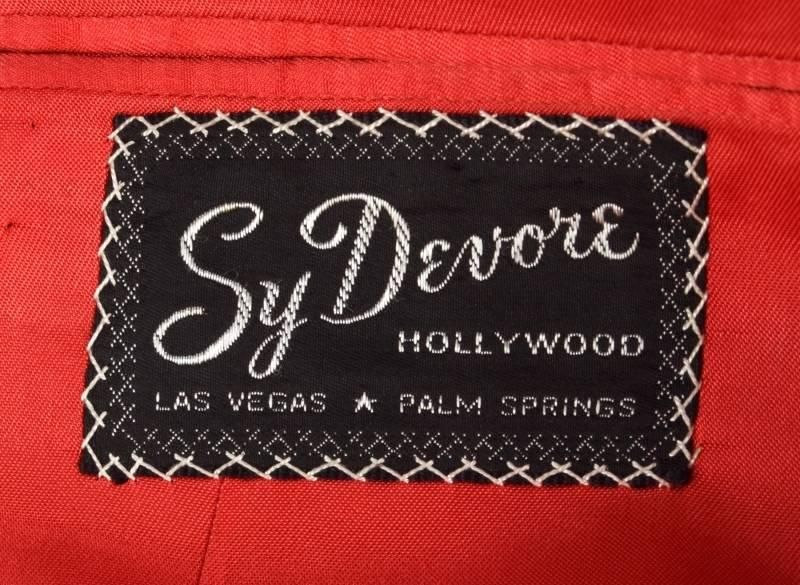 Sy Devore
HOLLYWOOD
LAS VEGAS ★ PALM SPRINGS